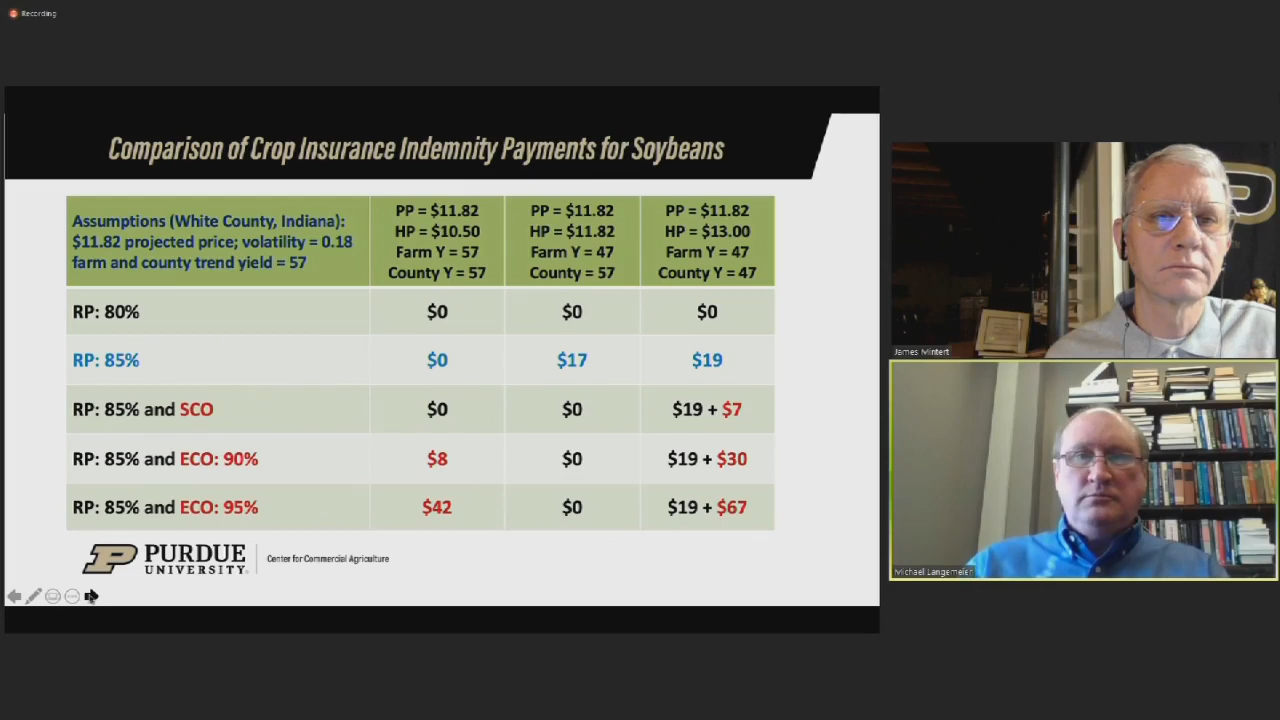 Recording
Comparison of Crop Insurance Indemnity Payments for Soybeans
Assumptions (White County, Indiana):
$11.82 projected price; volatility = 0.18
farm and county trend yield = 57
PP = $11.82
HP = $10.50
Farm Y = 57
County Y = 57
PP = $11.82
HP = $11.82
Farm Y = 47
County Y = 57
PP = $11.82
HP = $13.00
Farm Y = 47
County Y = 47
RP: 80% $0 $0 $0
RP: 85% $0 $17 $19
RP: 85% and SCO $0 $0 $19 + $7
RP: 85% and ECO: 90% $8 $0 $19 + $30
RP: 85% and ECO: 95% $42 $0 $19 + $67
PURDUE
UNIVERSITY
Center for Commercial Agriculture
James Mintert
Michael Langemeier